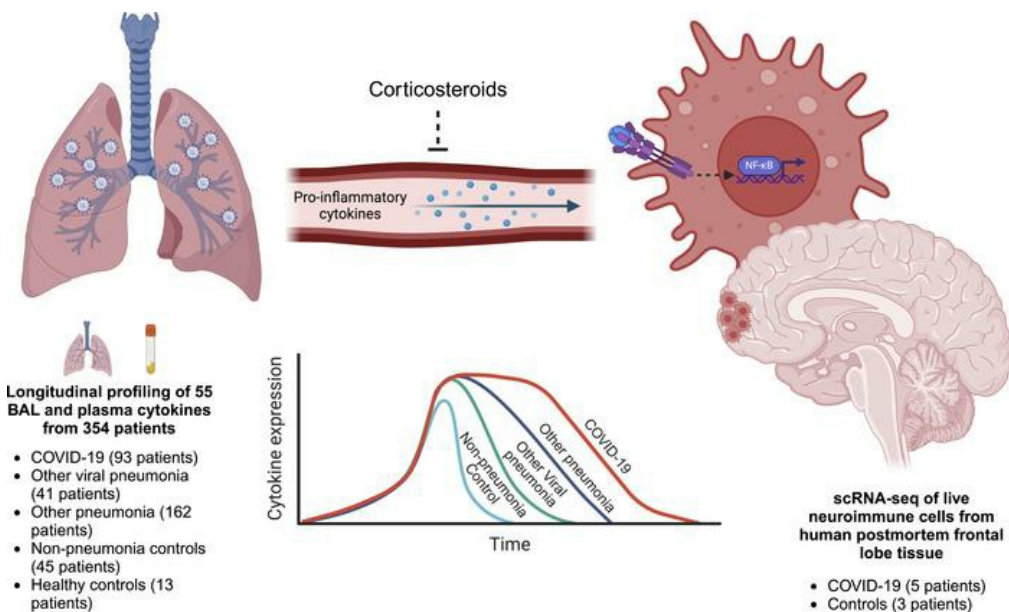 Corticosteroids
Pro-inflammatory
cytokines
NF-κB
Longitudinal profiling of 55
BAL and plasma cytokines
from 354 patients
• COVID-19 (93 patients)
• Other viral pneumonia
(41 patients)
• Other pneumonia (162
patients)
• Non-pneumonia controls
(45 patients)
• Healthy controls (13
patients)
Cytokine expression
Time
Non-pneumonia
Control
Other Viral
pneumonia
Other pneumonia
COVID-19
scRNA-seq of live
neuroimmune cells from
human postmortem frontal
lobe tissue
• COVID-19 (5 patients)
• Controls (3 patients)